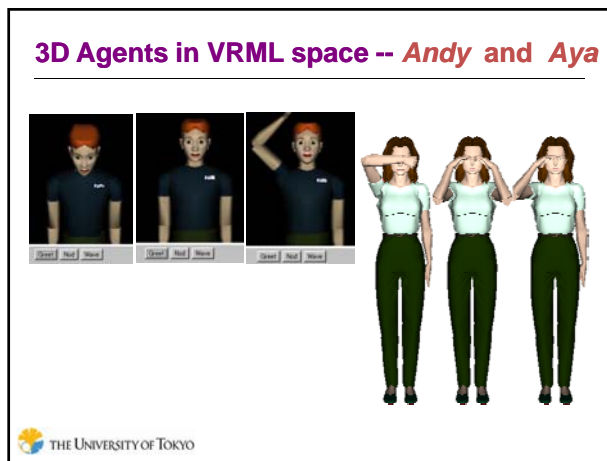 3D Agents in VRML space -- Andy and Aya
Greet Nod Wave
Greet Nod Wave
Greet Nod Wave
THE UNIVERSITY OF TOKYO